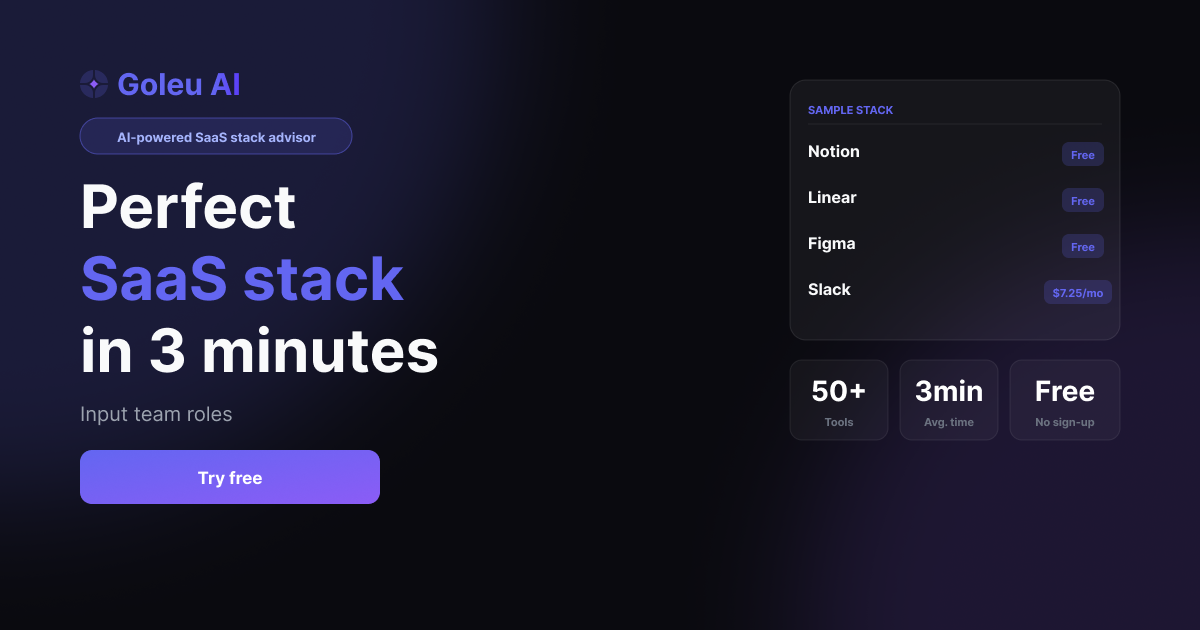 Goleu AI
AI-powered SaaS stack advisor
Perfect
SaaS stack
in 3 minutes
Input team roles
Try free
SAMPLE STACK
Notion Free
Linear Free
Figma Free
Slack $7.25/mo
50+ 3min Free
Tools Avg. time No sign-up